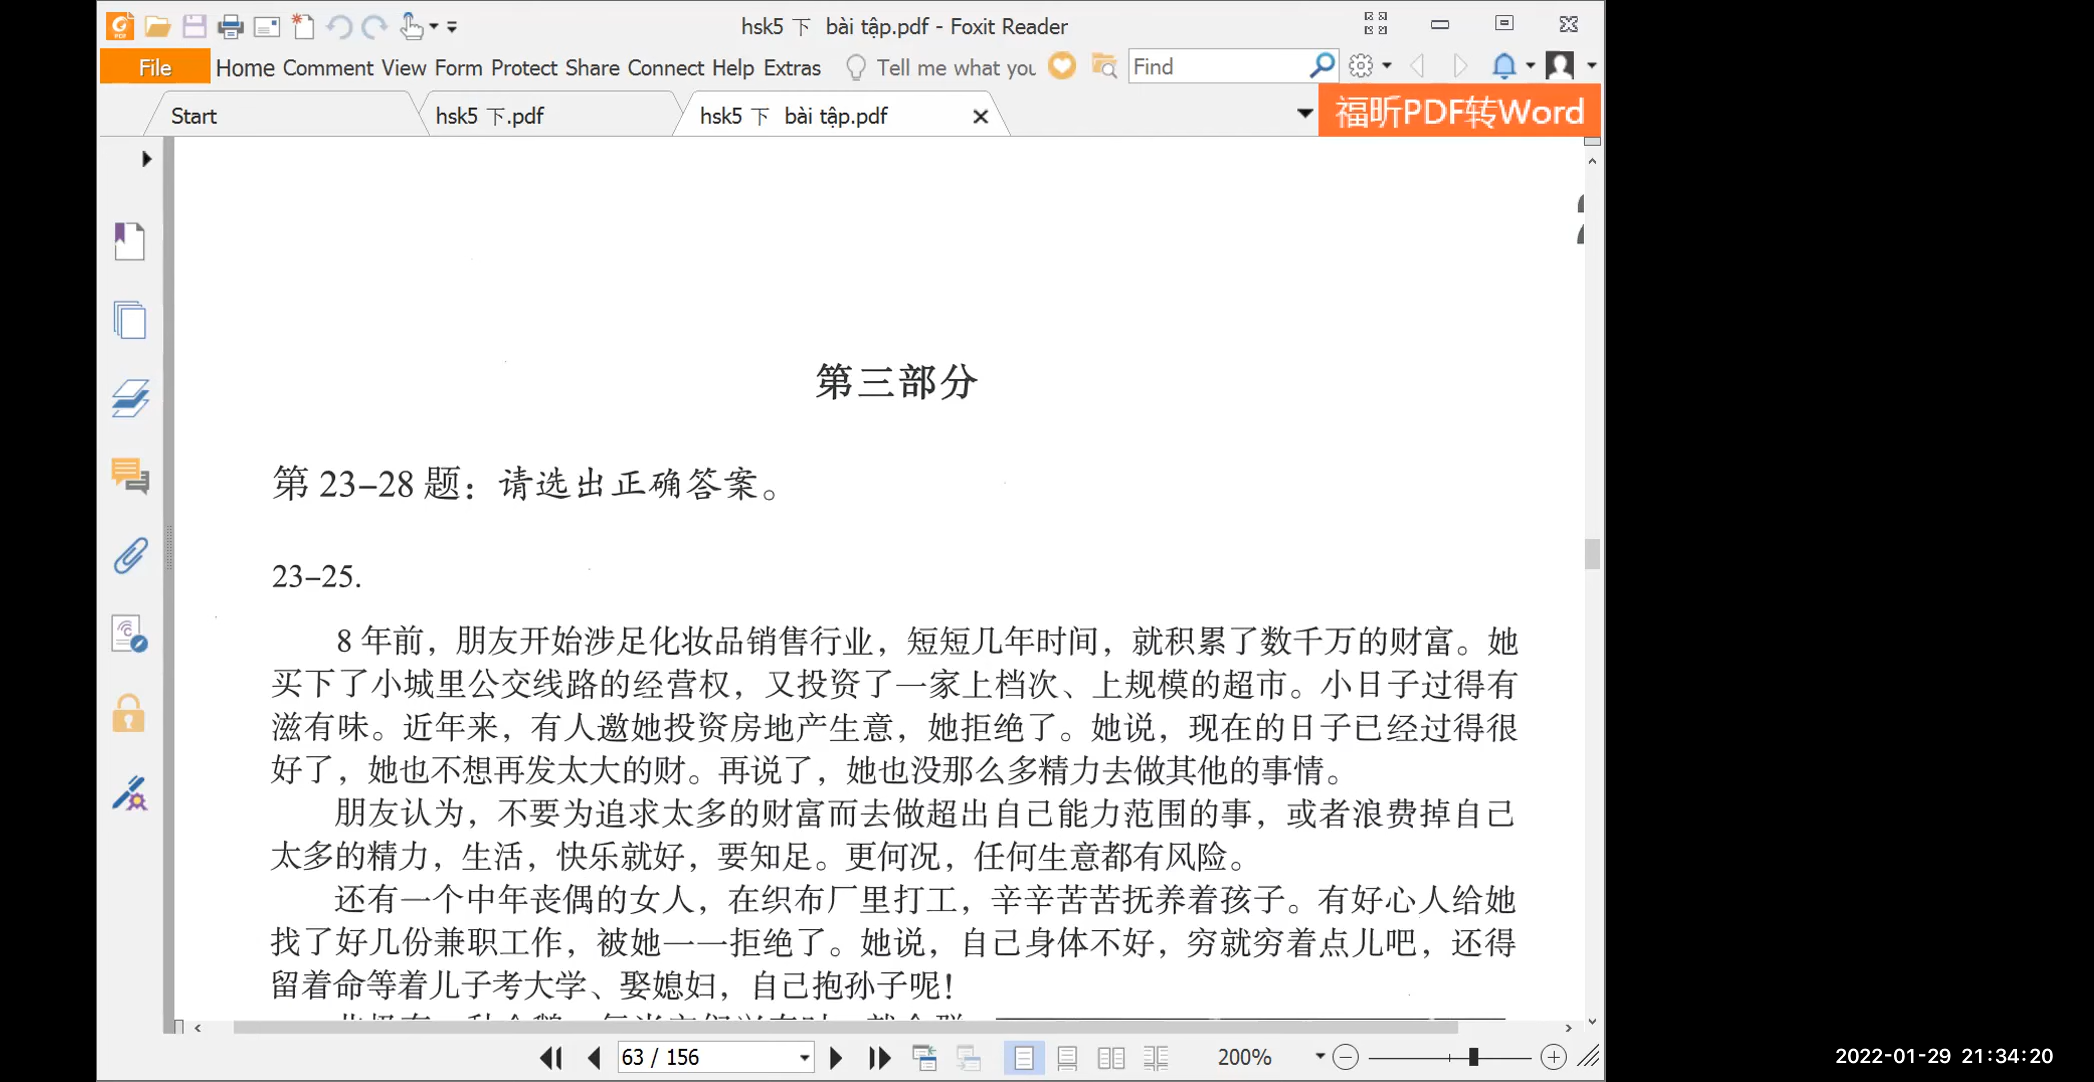 hsk5 下 bài tập.pdf - Foxit Reader
File Home Comment View Form Protect Share Connect Help Extras Tell me what you Find
Start hsk5 下.pdf hsk5 下 bài tập.pdf
福昕PDF转Word
第三部分
第 23–28 题：请选出正确答案。
23–25.
8 年前，朋友开始涉足化妆品销售行业，短短几年时间，就积累了数千万的财富。她
买下了小城里公交线路的经营权，又投资了一家上档次、上规模的超市。小日子过得有
滋有味。近年来，有人邀她投资房地产生意，她拒绝了。她说，现在的日子已经过得很
好了，她也不想再发太大的财。再说了，她也没那么多精力去做其他的事情。
朋友认为，不要为追求太多的财富而去做超出自己能力范围的事，或者浪费掉自己
太多的精力，生活，快乐就好，要知足。更何况，任何生意都有风险。
还有一个中年丧偶的女人，在织布厂里打工，辛辛苦苦抚养着孩子。有好心人给她
找了好几份兼职工作，被她一一拒绝了。她说，自己身体不好，穷就穷着点儿吧，还得
留着命等着儿子考大学、娶媳妇，自己抱孙子呢！
63 / 156
200%
2022-01-29 21:34:20